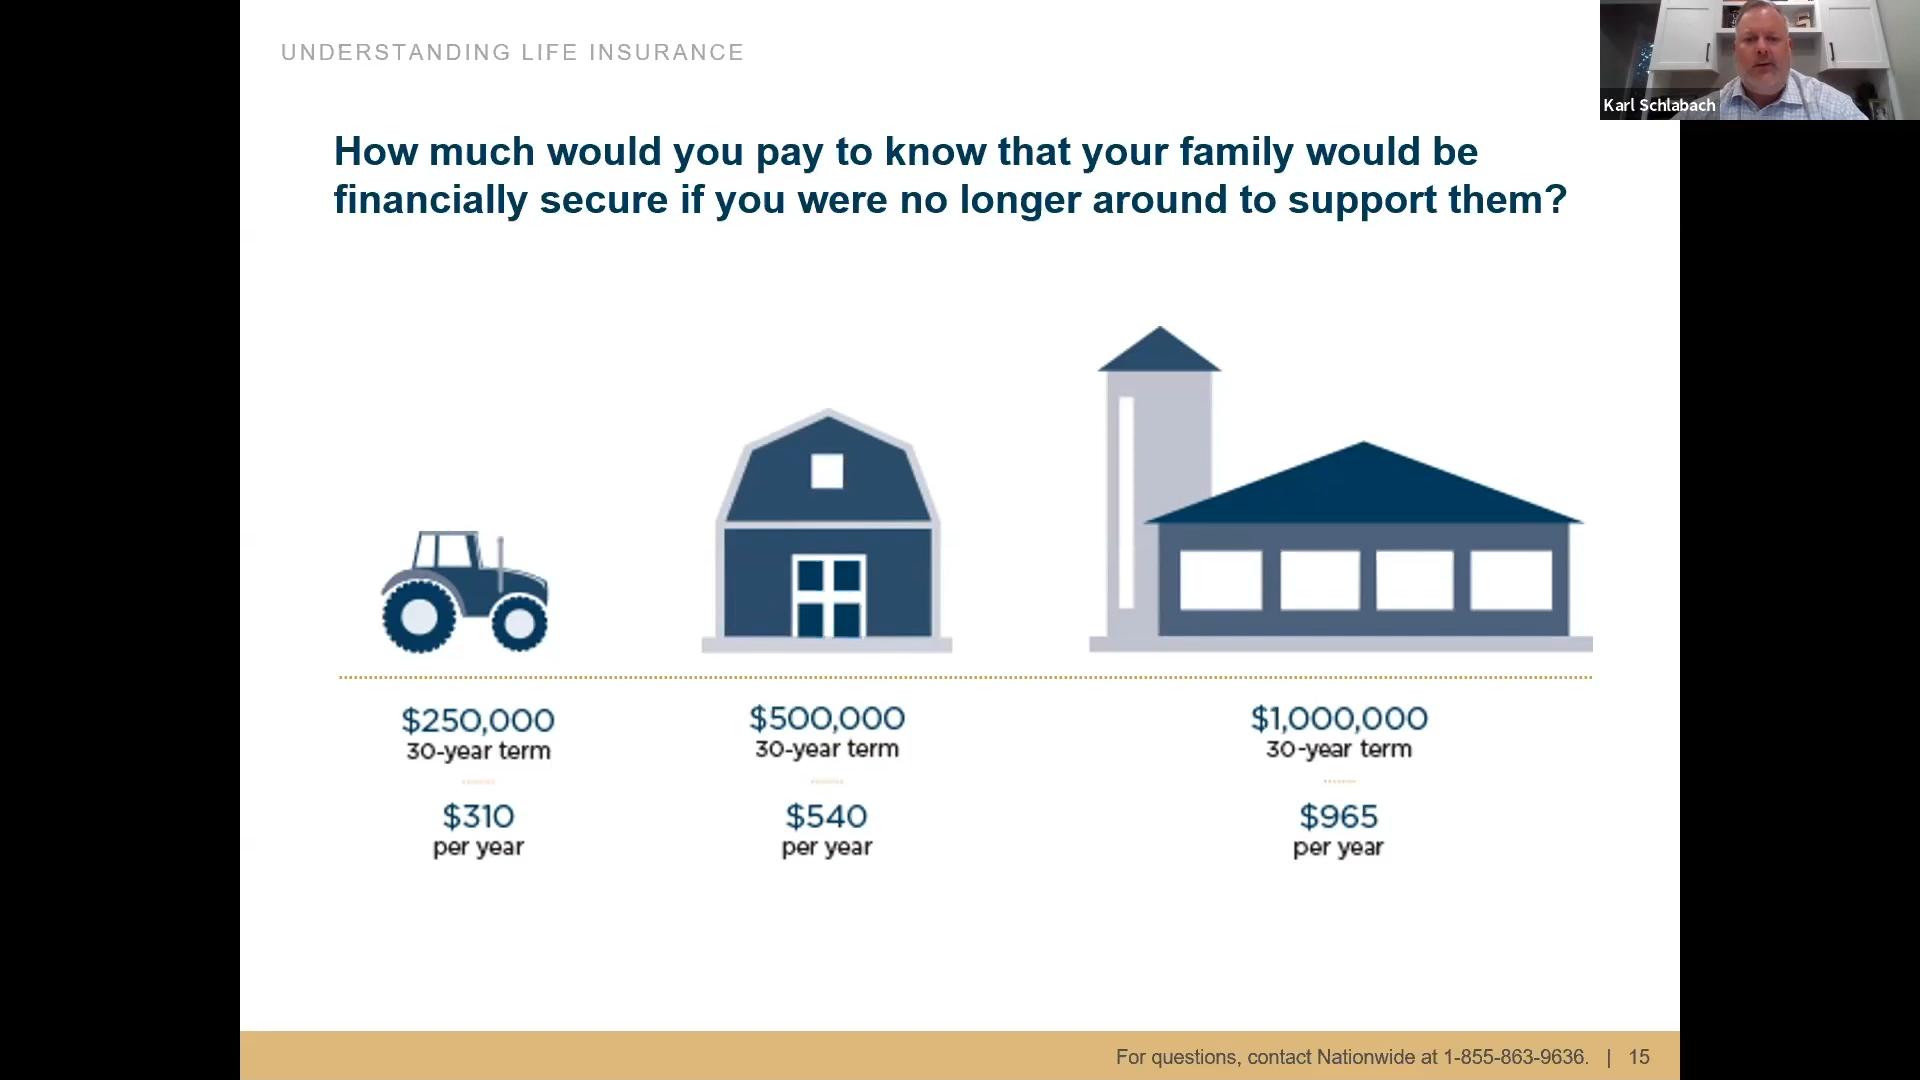 UNDERSTANDING LIFE INSURANCE
Karl Schlabach
How much would you pay to know that your family would be
financially secure if you were no longer around to support them?
$250,000
30-year term
$310
per year
$500,000
30-year term
$540
per year
$1,000,000
30-year term
$965
per year
For questions, contact Nationwide at 1-855-863-9636. | 15